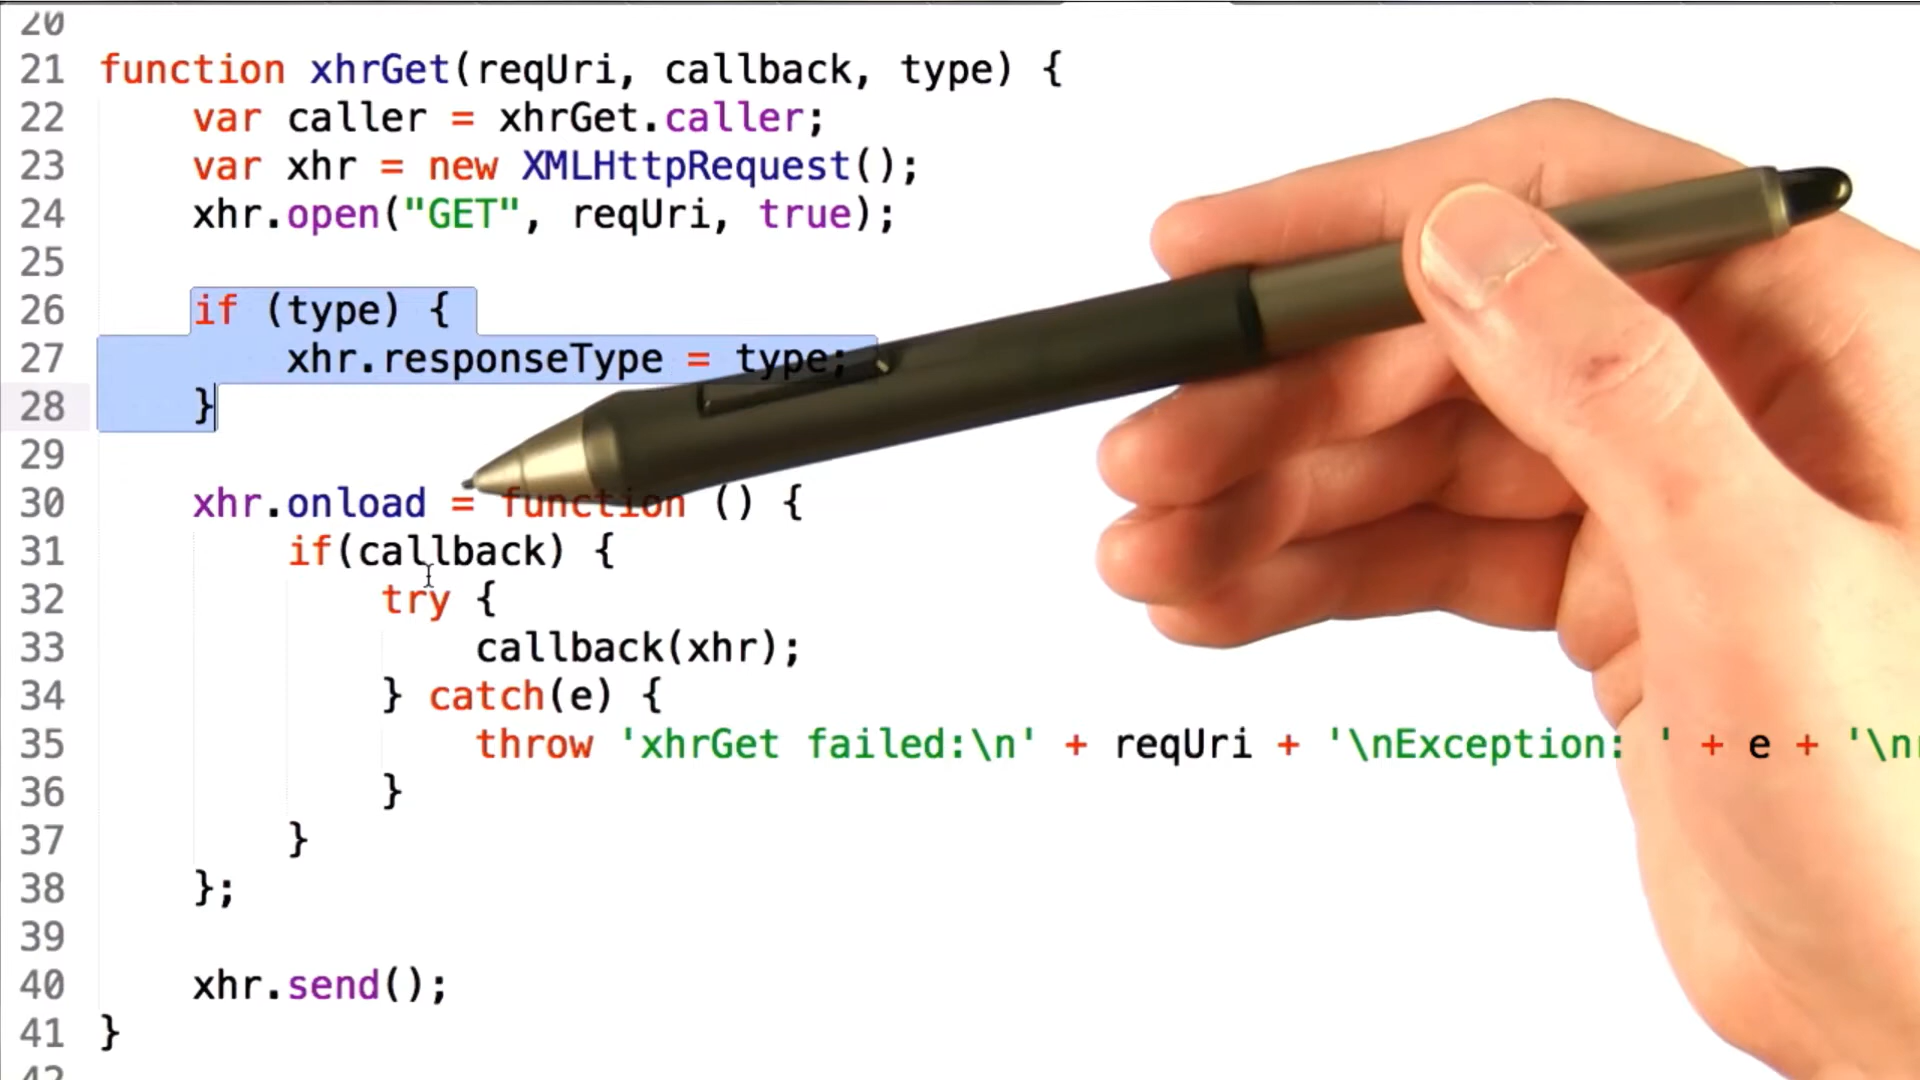 20
21 function xhrGet(reqUri, callback, type) {
22     var caller = xhrGet.caller;
23     var xhr = new XMLHttpRequest();
24     xhr.open("GET", reqUri, true);
25
26     if (type) {
27         xhr.responseType = type;
28     }
29
30     xhr.onload = function () {
31         if(callback) {
32             try {
33                 callback(xhr);
34             } catch(e) {
35                 throw 'xhrGet failed:\n' + reqUri + '\nException: ' + e + '\n
36             }
37         }
38     };
39
40     xhr.send();
41 }
42